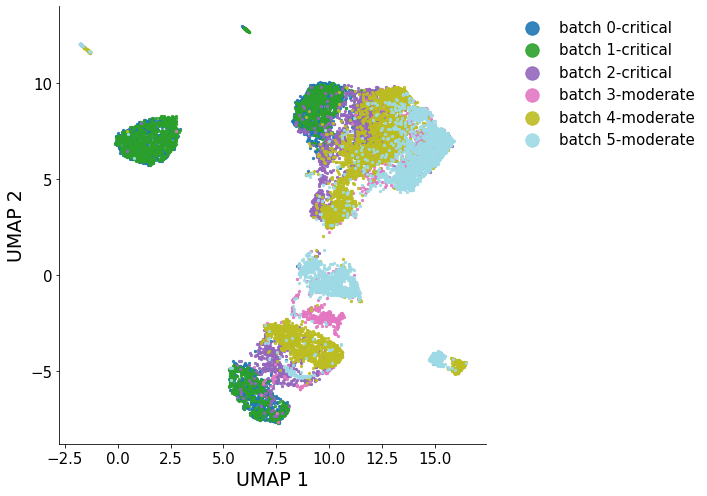 batch 0-critical
batch 1-critical
batch 2-critical
batch 3-moderate
batch 4-moderate
batch 5-moderate
10
5
0
−5
UMAP 2
−2.5 0.0 2.5 5.0 7.5 10.0 12.5 15.0
UMAP 1